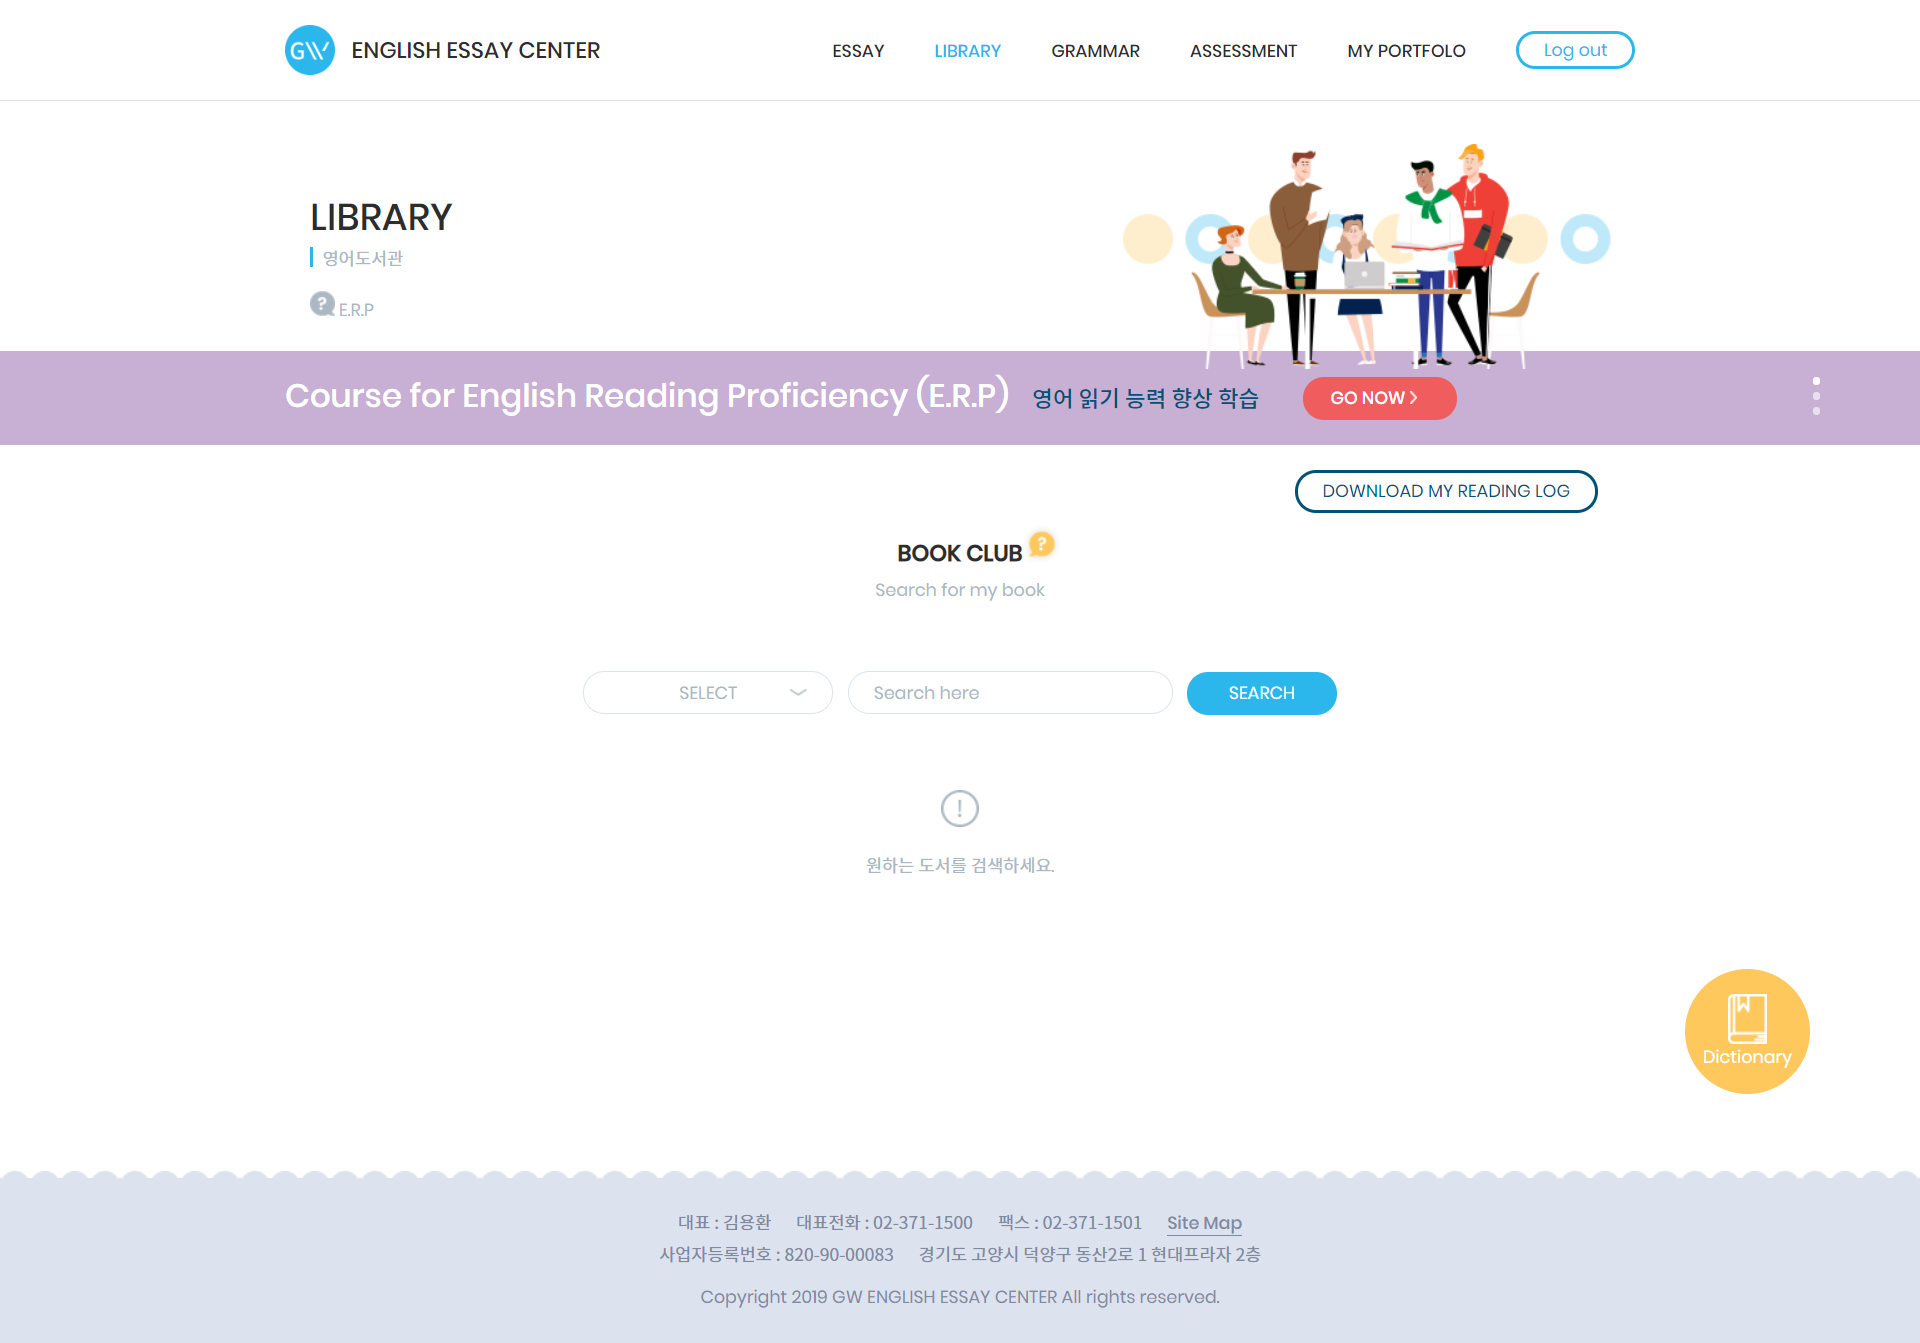 GW ENGLISH ESSAY CENTER
ESSAY LIBRARY GRAMMAR ASSESSMENT MY PORTFOLO Log out
LIBRARY
영어도서관
? E.R.P
Course for English Reading Proficiency (E.R.P) 영어 읽기 능력 향상 학습 GO NOW
DOWNLOAD MY READING LOG
BOOK CLUB ?
Search for my book
SELECT Search here SEARCH
!
원하는 도서를 검색하세요.
Dictionary
대표 : 김용환 대표전화 : 02-371-1500 팩스 : 02-371-1501 Site Map
사업자등록번호 : 820-90-00083 경기도 고양시 덕양구 동산2로 1 현대프라자 2층
Copyright 2019 GW ENGLISH ESSAY CENTER All rights reserved.